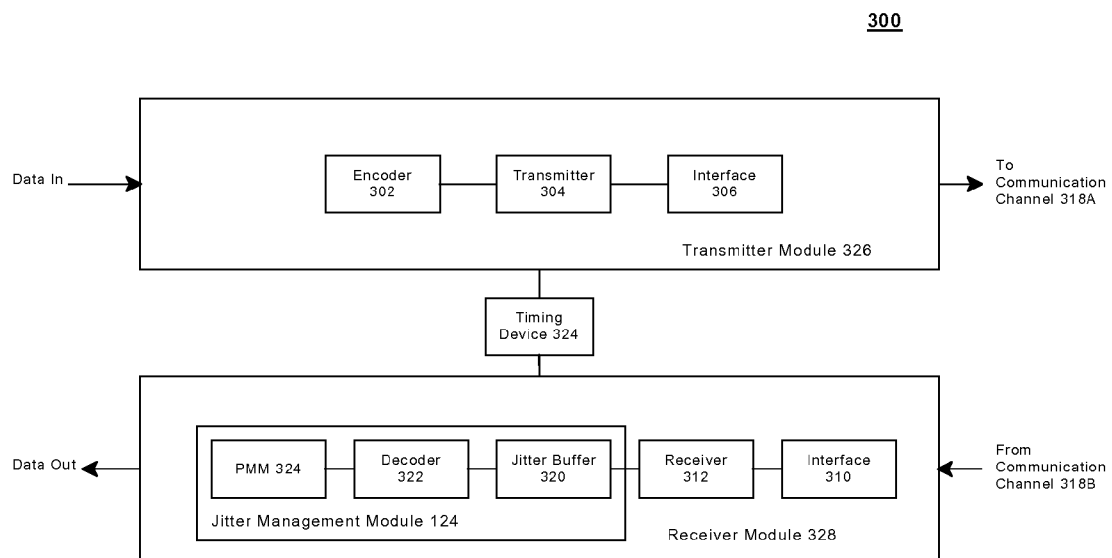 300
Data In
Encoder
302
Transmitter
304
Interface
306
To
Communication
Channel 318A
Transmitter Module 326
Timing
Device 324
Data Out
PMM 324
Decoder
322
Jitter Buffer
320
Receiver
312
Interface
310
From
Communication
Channel 318B
Jitter Management Module 124
Receiver Module 328